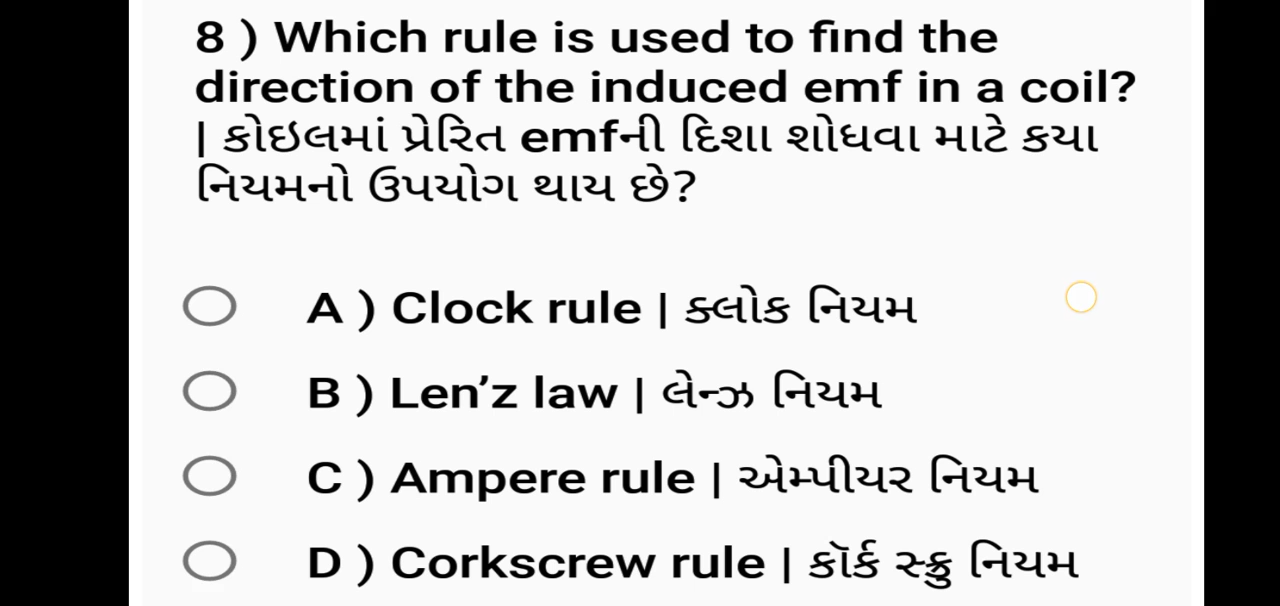 8 ) Which rule is used to find the
direction of the induced emf in a coil?
| કોઇલમાં પ્રેરિત emfની દિશા શોધવા માટે કયા
નિયમનો ઉપયોગ થાય છે?
A ) Clock rule | ક્લોક નિયમ
B ) Len’z law | લેન્ઝ નિયમ
C ) Ampere rule | એમ્પીયર નિયમ
D ) Corkscrew rule | કૉર્ક સ્ક્રુ નિયમ